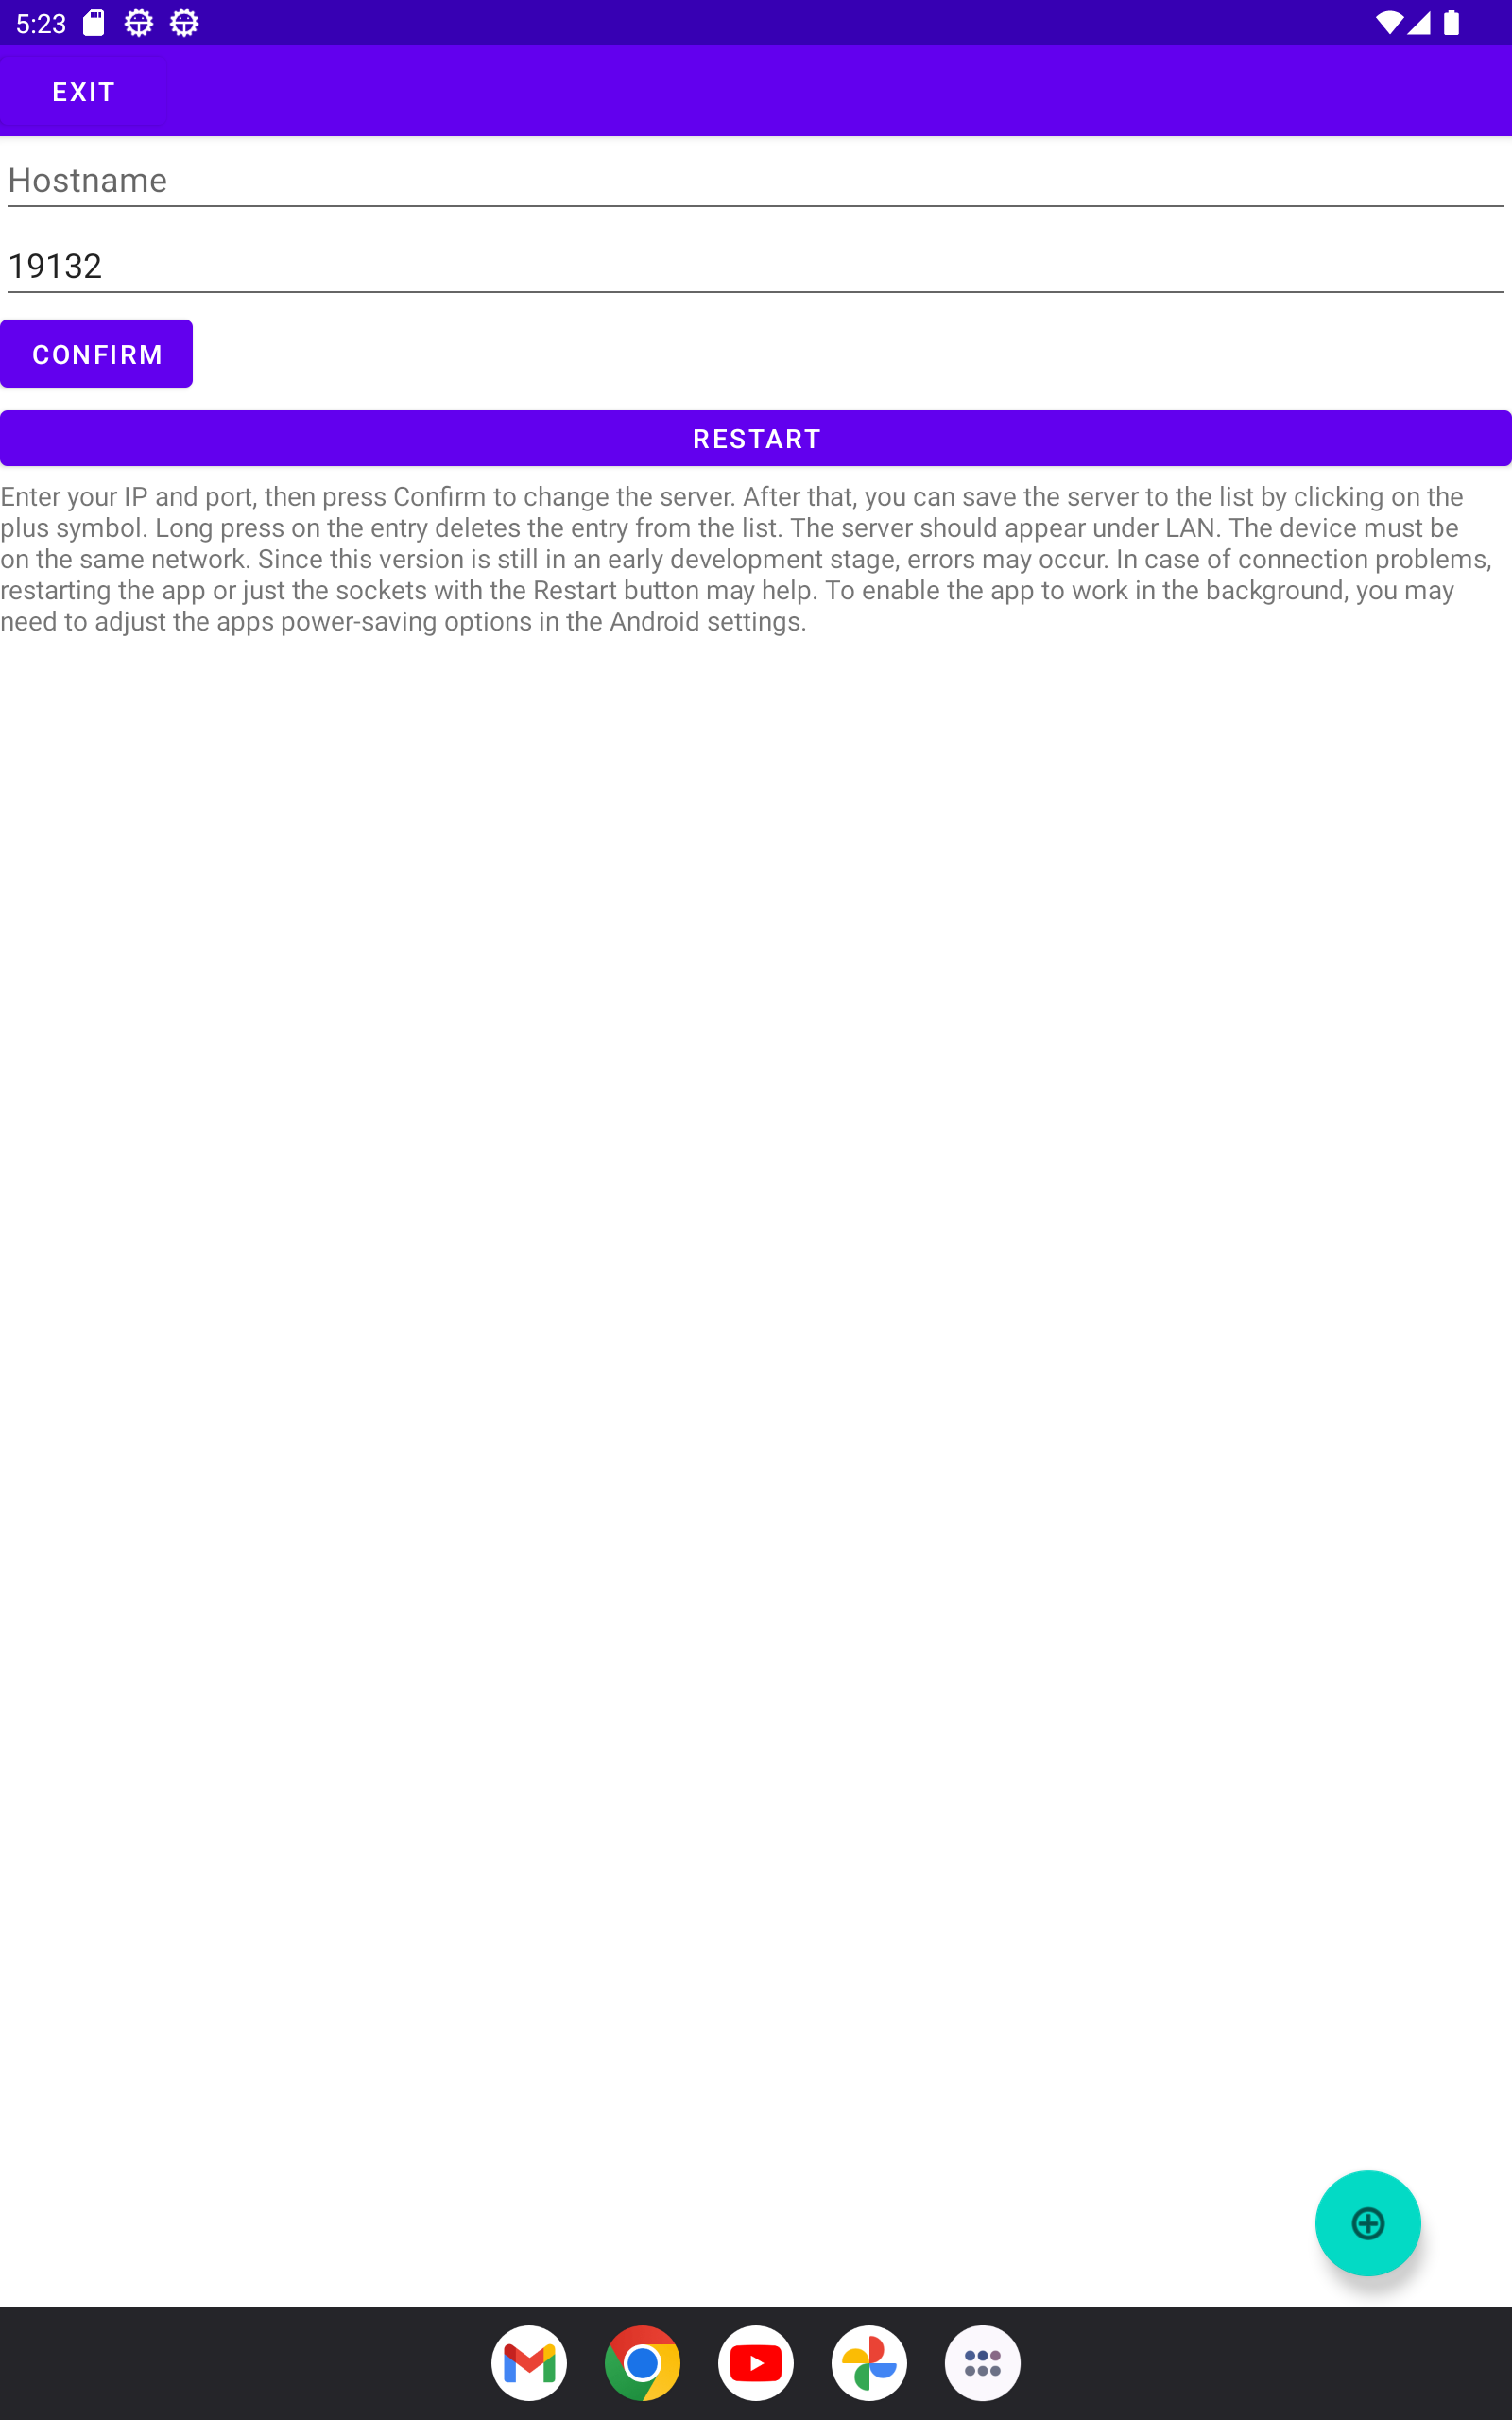 5:23
EXIT
Hostname
19132
CONFIRM
RESTART
Enter your IP and port, then press Confirm to change the server. After that, you can save the server to the list by clicking on the
plus symbol. Long press on the entry deletes the entry from the list. The server should appear under LAN. The device must be
on the same network. Since this version is still in an early development stage, errors may occur. In case of connection problems,
restarting the app or just the sockets with the Restart button may help. To enable the app to work in the background, you may
need to adjust the apps power-saving options in the Android settings.